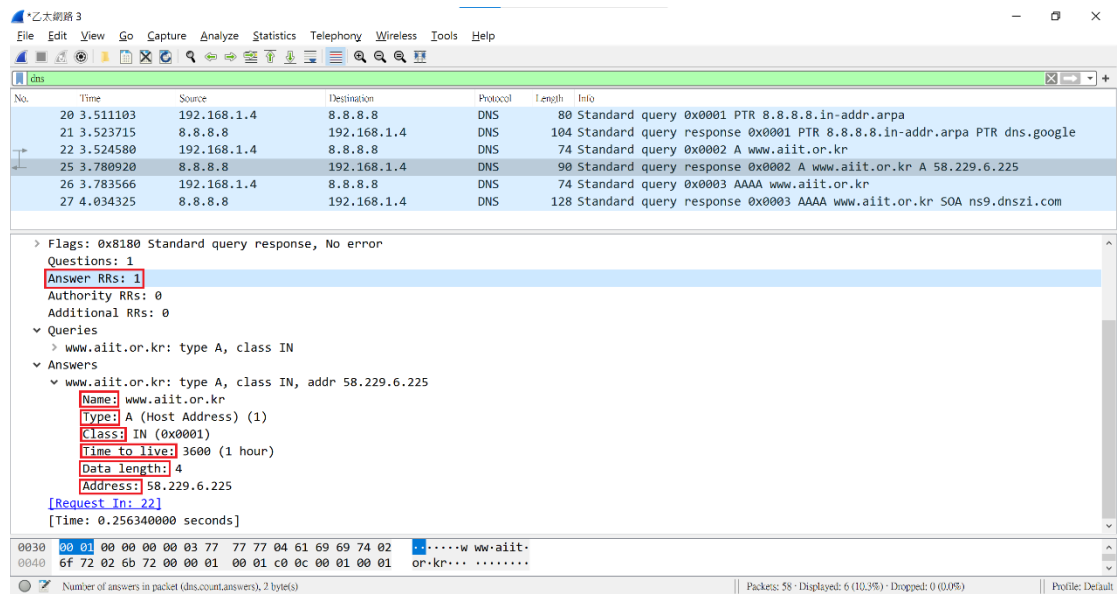 *乙太網路 3
File Edit View Go Capture Analyze Statistics Telephony Wireless Tools Help
dns
No. Time Source Destination Protocol Length Info
20 3.511103 192.168.1.4 8.8.8.8 DNS 80 Standard query 0x0001 PTR 8.8.8.8.in-addr.arpa
21 3.523715 8.8.8.8 192.168.1.4 DNS 104 Standard query response 0x0001 PTR 8.8.8.8.in-addr.arpa PTR dns.google
22 3.524580 192.168.1.4 8.8.8.8 DNS 74 Standard query 0x0002 A www.aiit.or.kr
25 3.780920 8.8.8.8 192.168.1.4 DNS 90 Standard query response 0x0002 A www.aiit.or.kr A 58.229.6.225
26 3.783566 192.168.1.4 8.8.8.8 DNS 74 Standard query 0x0003 AAAA www.aiit.or.kr
27 4.034325 8.8.8.8 192.168.1.4 DNS 128 Standard query response 0x0003 AAAA www.aiit.or.kr SOA ns9.dnszi.com
Flags: 0x8180 Standard query response, No error
Questions: 1
Answer RRs: 1
Authority RRs: 0
Additional RRs: 0
Queries
www.aiit.or.kr: type A, class IN
Answers
www.aiit.or.kr: type A, class IN, addr 58.229.6.225
Name: www.aiit.or.kr
Type: A (Host Address) (1)
Class: IN (0x0001)
Time to live: 3600 (1 hour)
Data length: 4
Address: 58.229.6.225
[Request In: 22]
[Time: 0.256340000 seconds]
0030 00 01 00 00 00 00 03 77 77 77 04 61 69 69 74 02 ·······w ww·aiit·
0040 6f 72 02 6b 72 00 00 01 00 01 c0 0c 00 01 00 01 or·kr··· ········
Number of answers in packet (dns.count.answers), 2 byte(s) Packets: 58 · Displayed: 6 (10.3%) · Dropped: 0 (0.0%) Profile: Default